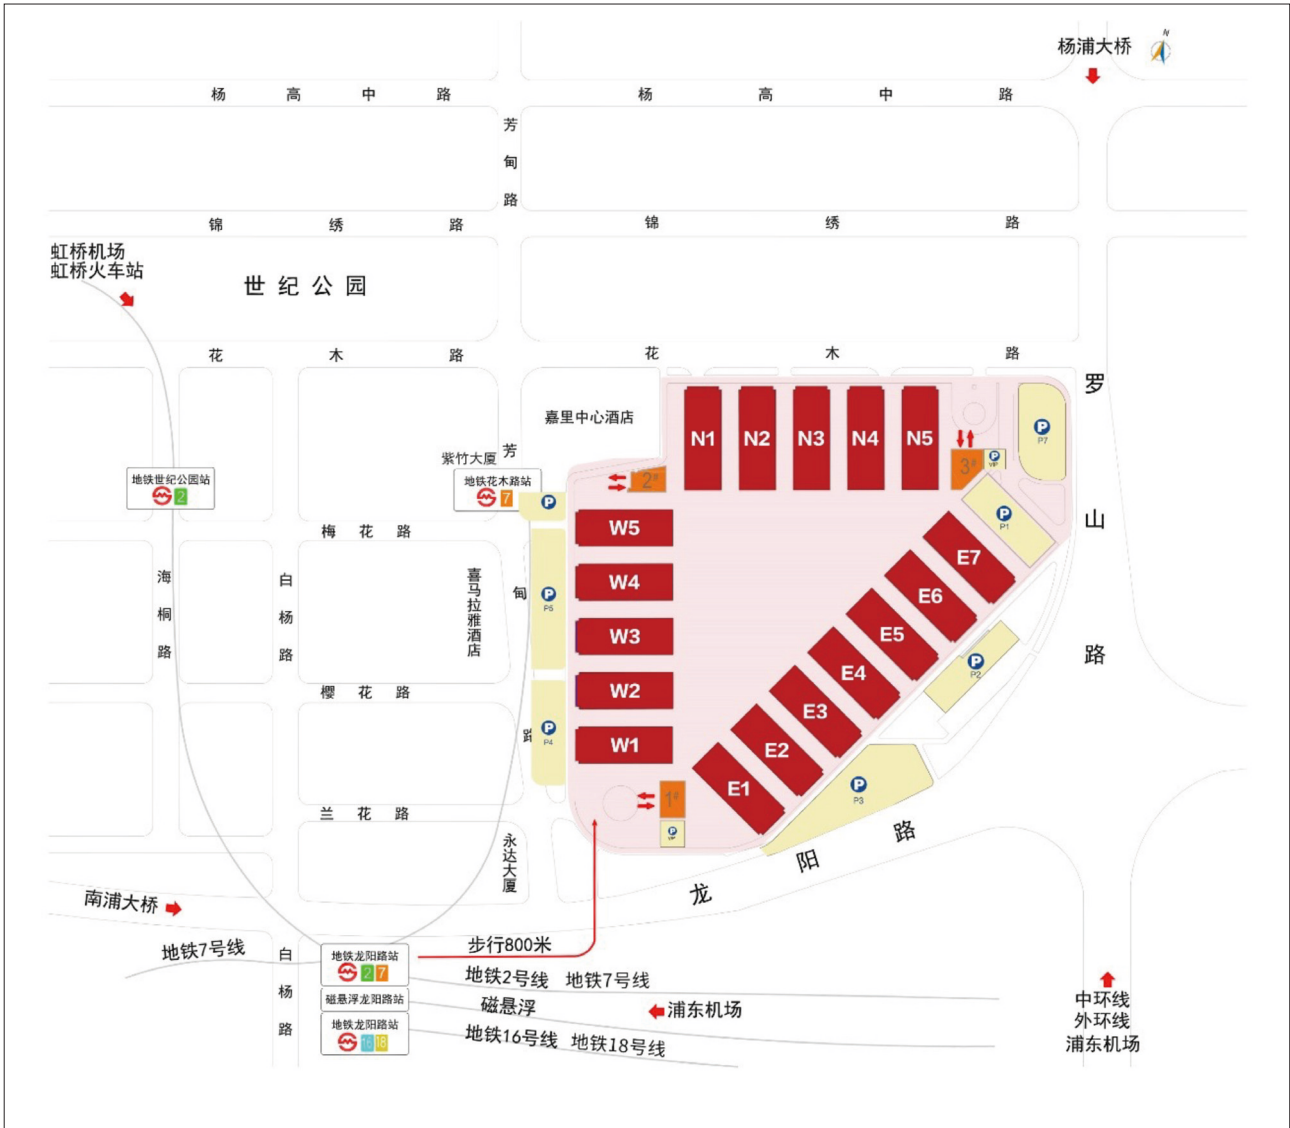 杨浦大桥
N
杨高中路
杨高中路
芳甸路
锦绣路
锦绣路
虹桥机场
虹桥火车站
世纪公园
花木路
花木路
罗山路
嘉里中心酒店
N1
N2
N3
N4
N5
P
P7
紫竹大厦
芳甸路
地铁世纪公园站
2
地铁花木路站
7
2#
3#
P
VIP
P
P
P1
梅花路
W5
E7
海桐路
白杨路
喜马拉雅酒店
W4
P
P5
E6
W3
E5
P
P2
E4
W2
樱花路
E3
P
P4
W1
E2
E1
1#
P
P3
兰花路
P
VIP
永达大厦
龙阳路
南浦大桥
地铁7号线
白杨路
地铁龙阳路站
2 7
步行800米
地铁2号线 地铁7号线
磁悬浮龙阳路站
磁悬浮
浦东机场
地铁龙阳路站
16 18
地铁16号线 地铁18号线
中环线
外环线
浦东机场